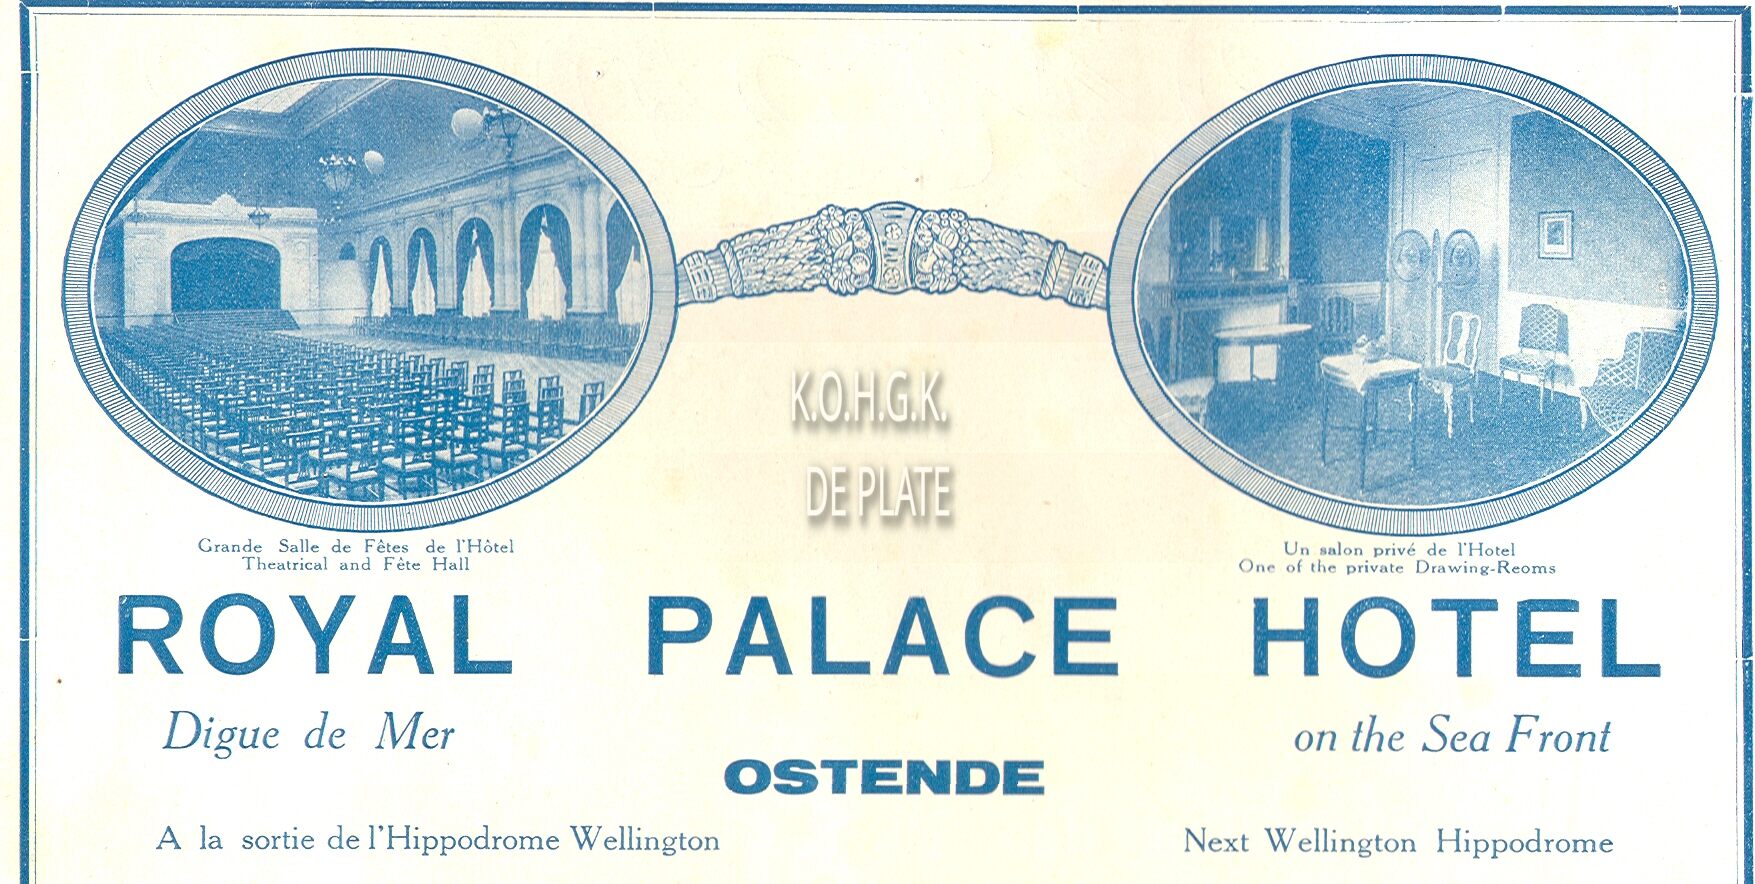 K.O.H.G.K.
DE PLATE
Grande Salle de Fêtes de l'Hôtel
Theatrical and Fête Hall
Un salon privé de l'Hotel
One of the private Drawing-Reoms
ROYAL PALACE HOTEL
Digue de Mer
on the Sea Front
OSTENDE
A la sortie de l'Hippodrome Wellington
Next Wellington Hippodrome